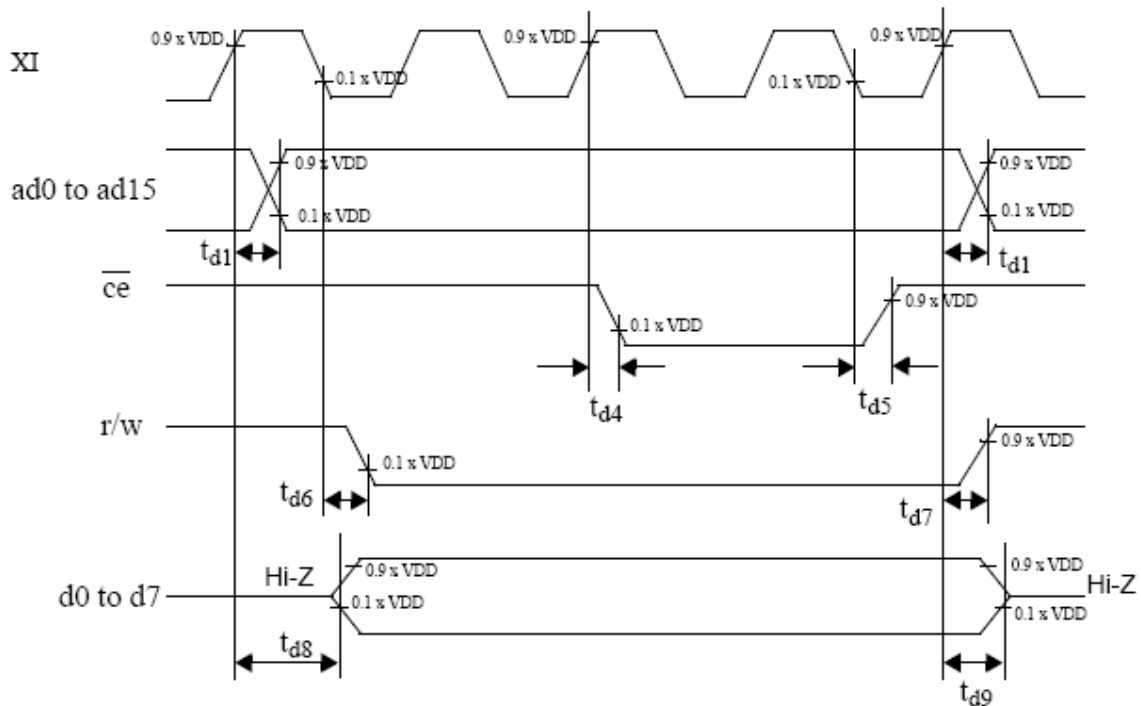 XI
0.9 x VDD
0.1 x VDD
0.9 x VDD
0.1 x VDD
0.9 x VDD
ad0 to ad15
0.9 x VDD
0.1 x VDD
0.9 x VDD
0.1 x VDD
td1
td1
ce
0.1 x VDD
0.9 x VDD
td4
td5
r/w
0.1 x VDD
0.9 x VDD
td6
td7
d0 to d7
Hi-Z
0.9 x VDD
0.1 x VDD
0.9 x VDD
0.1 x VDD
Hi-Z
td8
td9